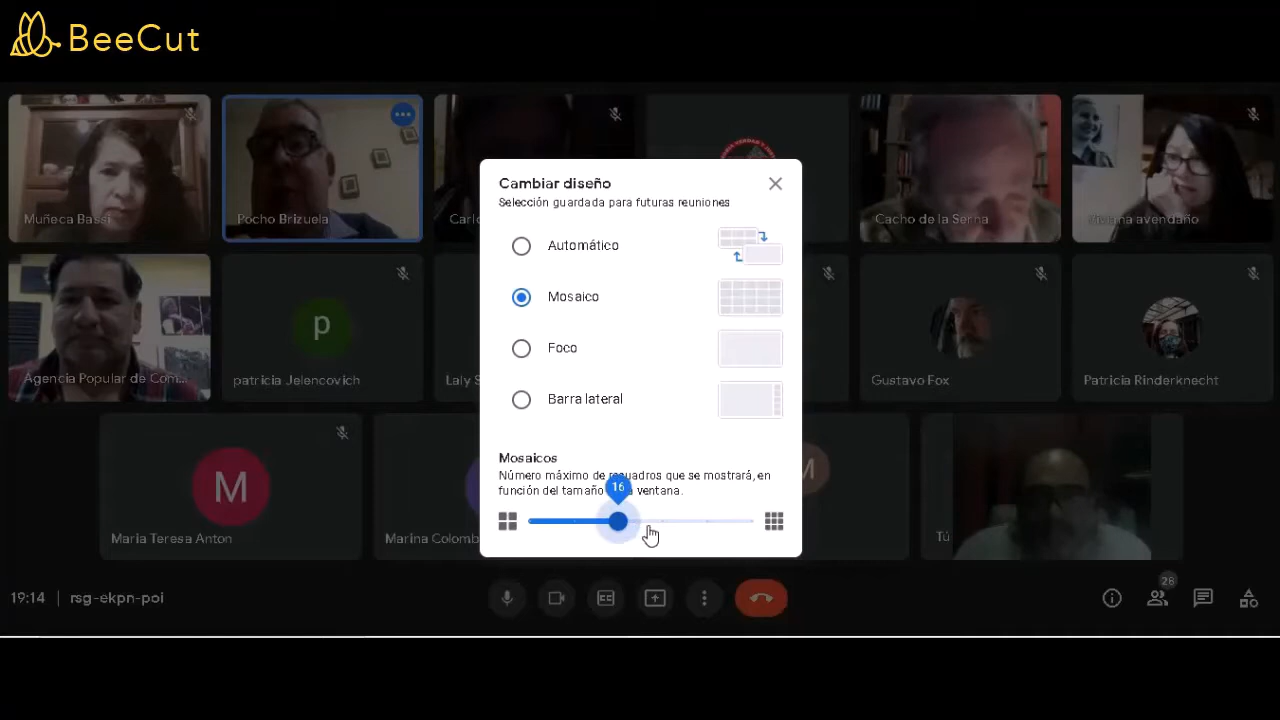 BeeCut
Muñeca Bassi
Pocho Brizuela
Cacho de la Serna
Viviana avendaño
Agencia Popular de Com...
p
patricia Jelencovich
Gustavo Fox
Patricia Rinderknecht
M
Maria Teresa Anton
Marina Colomb
Tú
Cambiar diseño
Selección guardada para futuras reuniones
Automático
Mosaico
Foco
Barra lateral
Mosaicos
Número máximo de recuadros que se mostrará, en
función del tamaño ventana.
16
19:14 | rsg-ekpn-poi
28